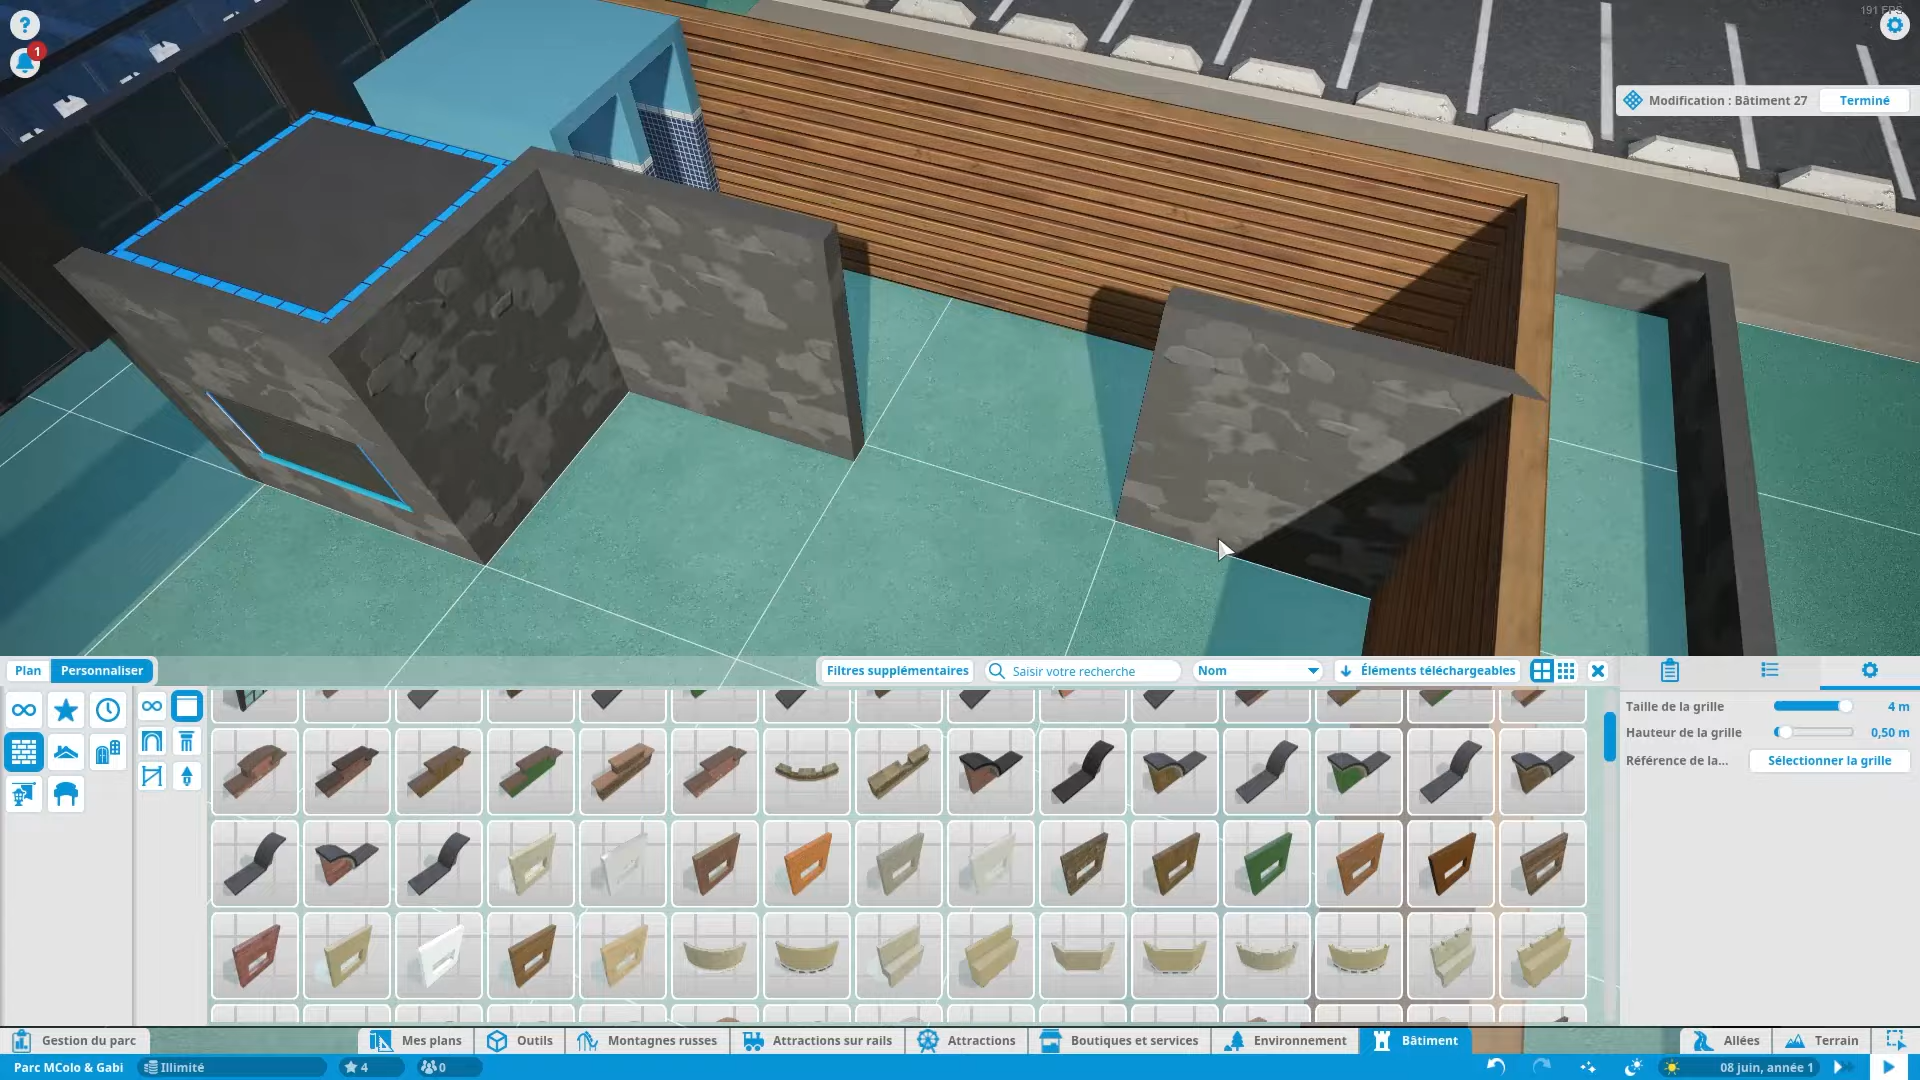 ?
1
191 FPS
Modification : Bâtiment 27
Terminé
Plan
Personnaliser
Filtres supplémentaires
Saisir votre recherche
Nom
Éléments téléchargeables
Taille de la grille
4 m
Hauteur de la grille
0,50 m
Référence de la...
Sélectionner la grille
Gestion du parc
Mes plans
Outils
Montagnes russes
Attractions sur rails
Attractions
Boutiques et services
Environnement
Bâtiment
Allées
Terrain
Parc MColo & Gabi
Illimité
4
0
08 juin, année 1